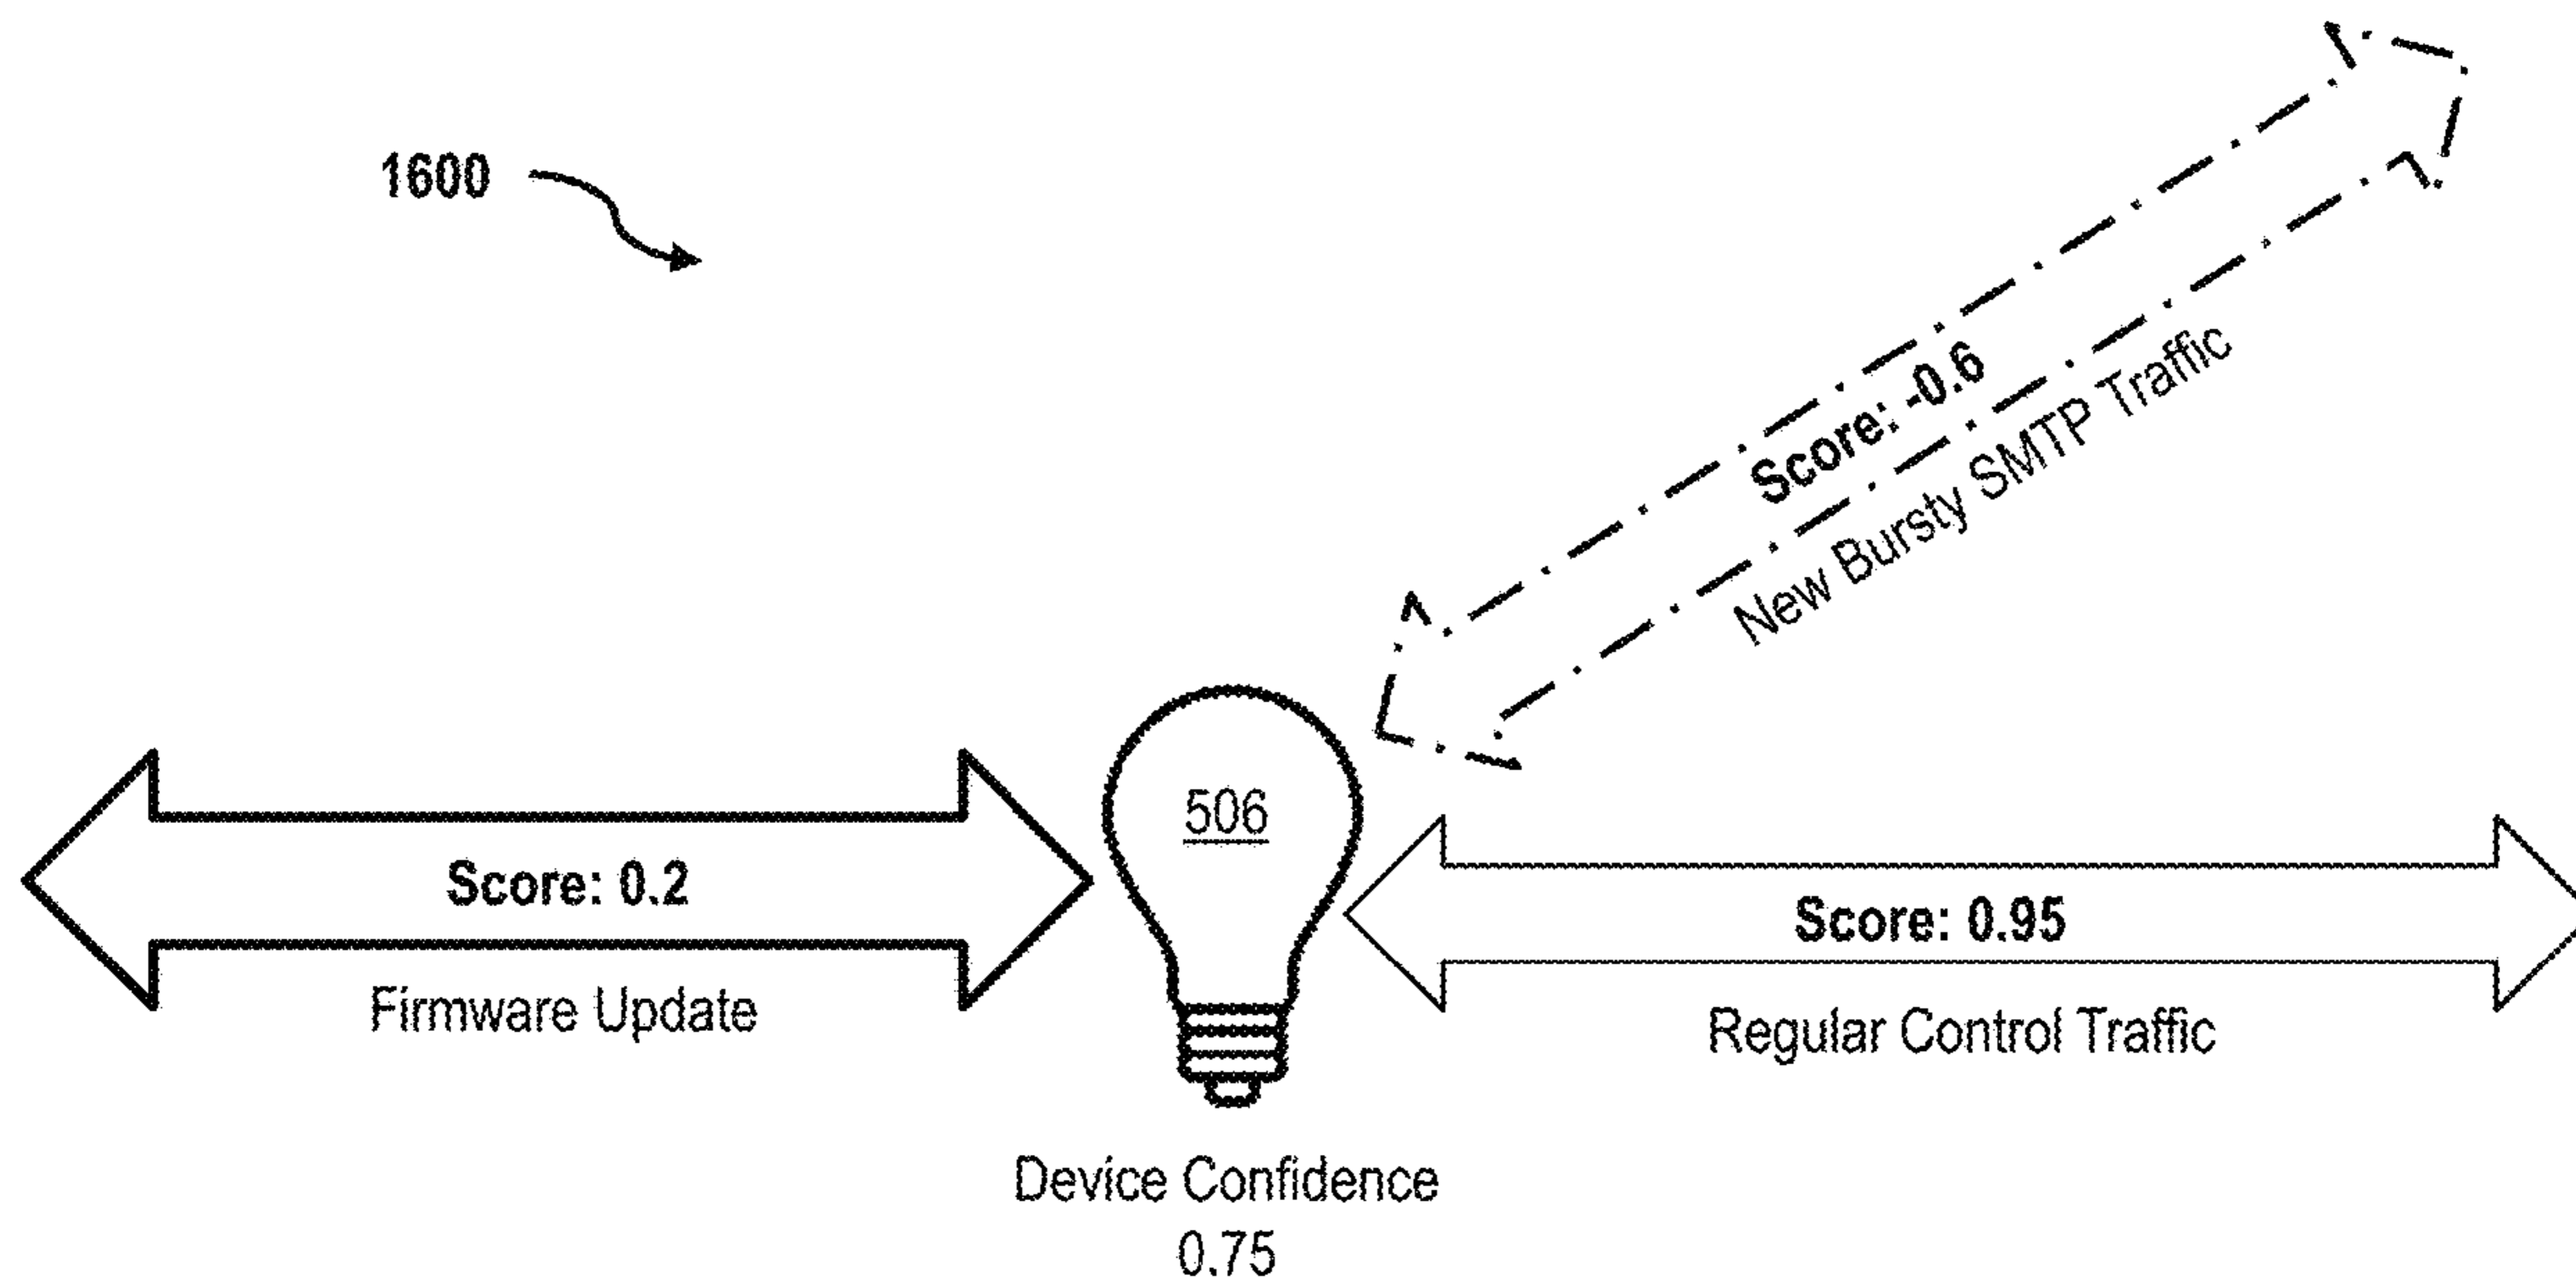 1600
Score: -0.6
New Bursty SMTP Traffic
506
Score: 0.2
Firmware Update
Score: 0.95
Regular Control Traffic
Device Confidence
0.75